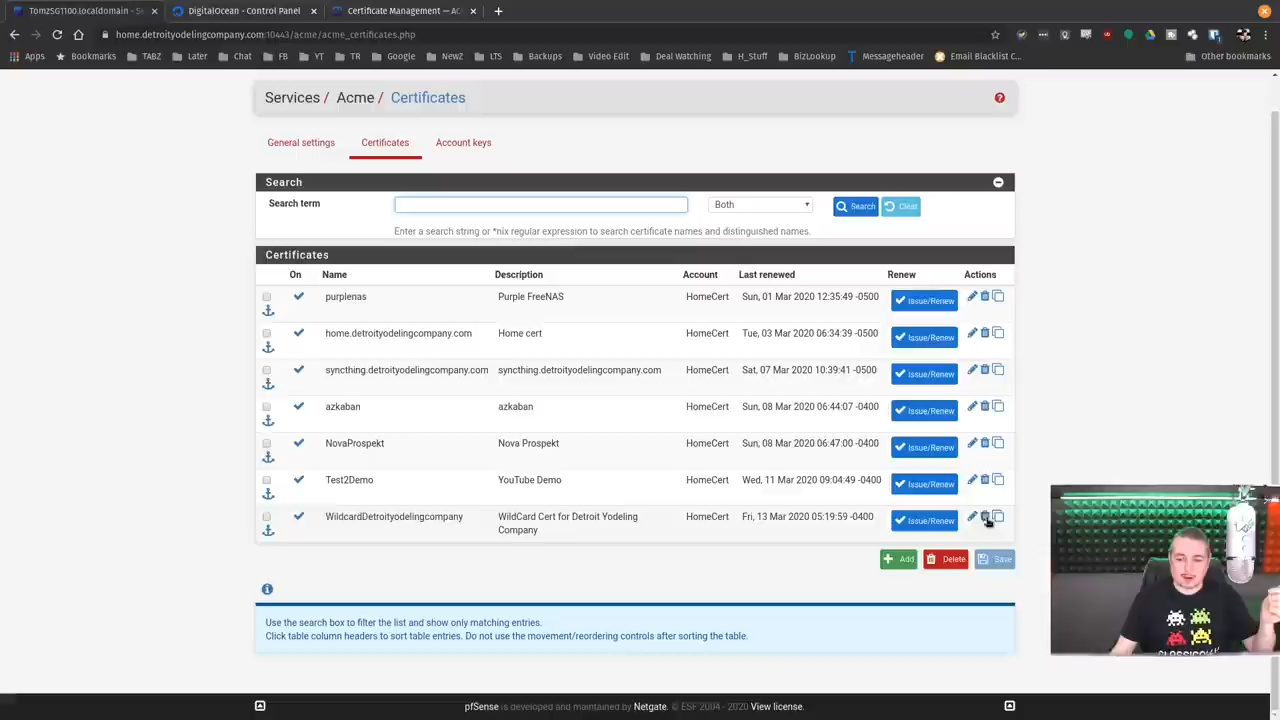 TomzSG1100.localdomain - S
DigitalOcean - Control Panel
Certificate Management — AC
home.detroityodelingcompany.com:10443/acme/acme_certificates.php
Apps Bookmarks TABZ Later Chat FB YT TR Google NewZ LTS Backups Video Edit Deal Watching H_Stuff BizLookup Messageheader Email Blacklist C... Other bookmarks
Services / Acme / Certificates
General settings Certificates Account keys
Search
Search term Both Search Clear
Enter a search string or *nix regular expression to search certificate names and distinguished names.
Certificates
On Name Description Account Last renewed Renew Actions
purplenas Purple FreeNAS HomeCert Sun, 01 Mar 2020 12:35:49 -0500 Issue/Renew
home.detroityodelingcompany.com Home cert HomeCert Tue, 03 Mar 2020 06:34:39 -0500 Issue/Renew
syncthing.detroityodelingcompany.com syncthing.detroityodelingcompany.com HomeCert Sat, 07 Mar 2020 10:39:41 -0500 Issue/Renew
azkaban azkaban HomeCert Sun, 08 Mar 2020 06:44:07 -0400 Issue/Renew
NovaProspekt Nova Prospekt HomeCert Sun, 08 Mar 2020 06:47:00 -0400 Issue/Renew
Test2Demo YouTube Demo HomeCert Wed, 11 Mar 2020 09:04:49 -0400 Issue/Renew
WildcardDetroityodelingcompany WildCard Cert for Detroit Yodeling HomeCert Fri, 13 Mar 2020 05:19:59 -0400 Issue/Renew
Company
Add Delete Save
Use the search box to filter the list and show only matching entries.
Click table column headers to sort table entries. Do not use the movement/reordering controls after sorting the table.
pfSense is developed and maintained by Netgate. © ESF 2004 - 2020 View license.